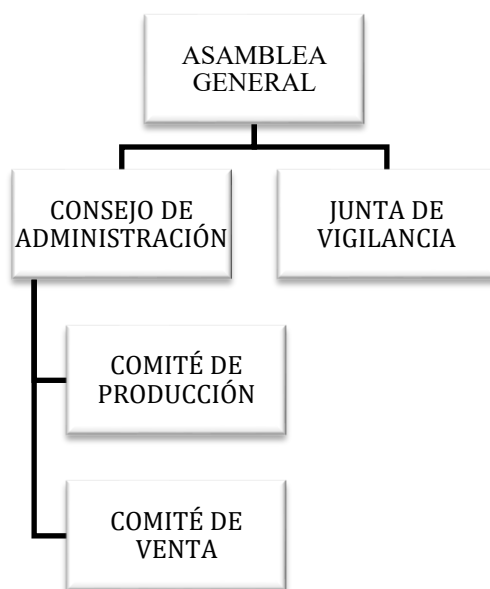 ASAMBLEA
GENERAL
CONSEJO DE
ADMINISTRACIÓN
JUNTA DE
VIGILANCIA
COMITÉ DE
PRODUCCIÓN
COMITÉ DE
VENTA